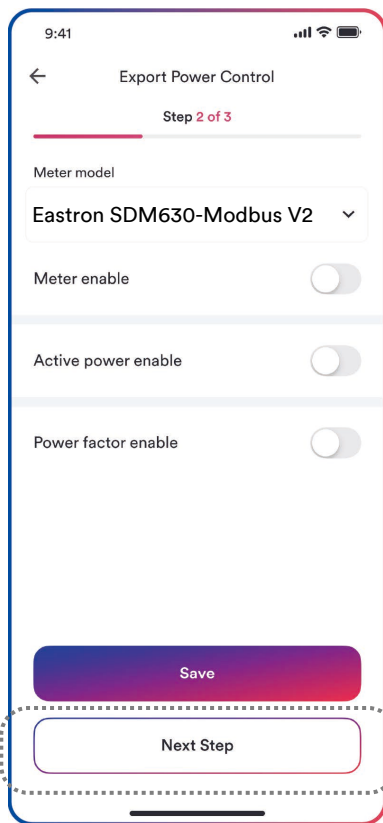 9:41
Export Power Control
Step 2 of 3
Meter model
Eastron SDM630-Modbus V2
Meter enable
Active power enable
Power factor enable
Save
Next Step